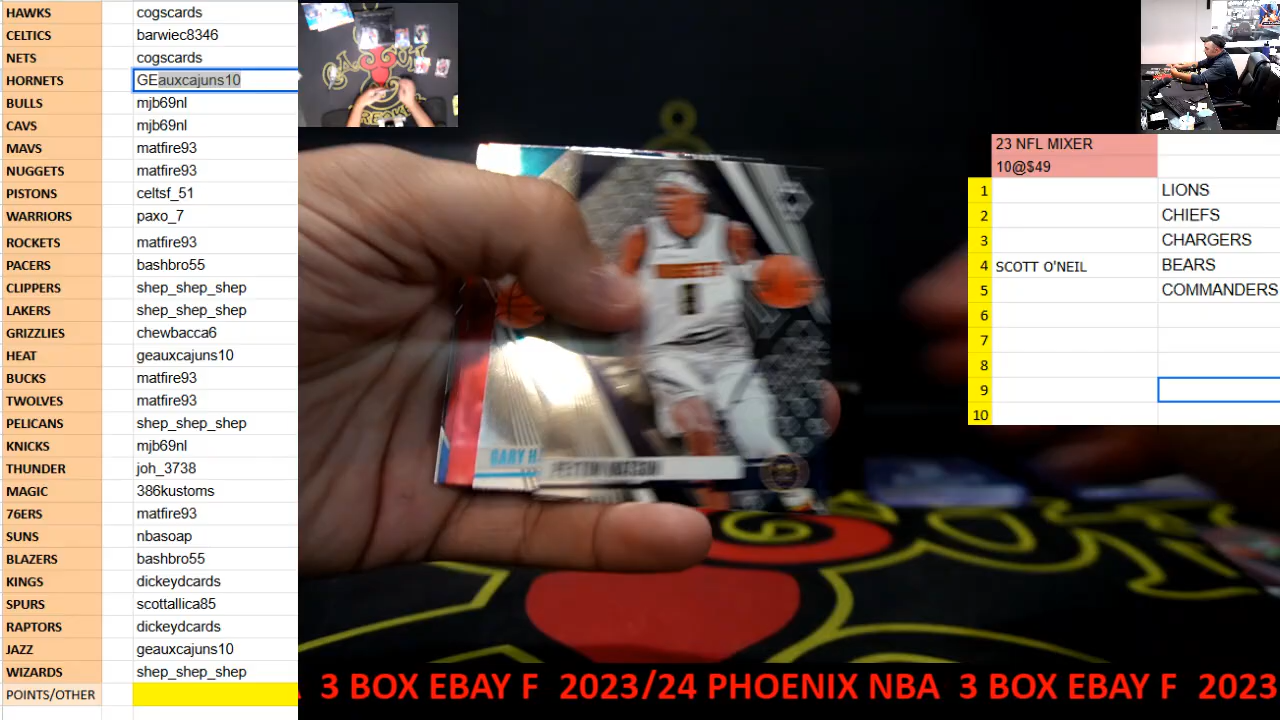 HAWKS cogscards
CELTICS barwiec8346
NETS cogscards
HORNETS GEauxcajuns10
BULLS mjb69nl
CAVS mjb69nl
MAVS matfire93
NUGGETS matfire93
PISTONS celtsf_51
WARRIORS paxo_7
ROCKETS matfire93
PACERS bashbro55
CLIPPERS shep_shep_shep
LAKERS shep_shep_shep
GRIZZLIES chewbacca6
HEAT geauxcajuns10
BUCKS matfire93
TWOLVES matfire93
PELICANS shep_shep_shep
KNICKS mjb69nl
THUNDER joh_3738
MAGIC 386kustoms
76ERS matfire93
SUNS nbasoap
BLAZERS bashbro55
KINGS dickeydcards
SPURS scottallica85
RAPTORS dickeydcards
JAZZ geauxcajuns10
WIZARDS shep_shep_shep
POINTS/OTHER
GARY H
23 NFL MIXER
10@$49
1 LIONS
2 CHIEFS
3 CHARGERS
4 SCOTT O'NEIL BEARS
5 COMMANDERS
6
7
8
9
10
3 BOX EBAY F 2023/24 PHOENIX NBA 3 BOX EBAY F 2023